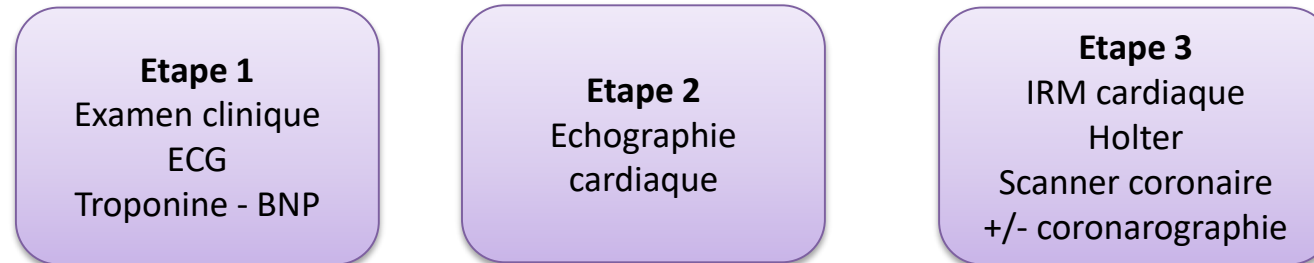 Etape 1
Examen clinique
ECG
Troponine - BNP
Etape 2
Echographie
cardiaque
Etape 3
IRM cardiaque
Holter
Scanner coronaire
+/- coronarographie